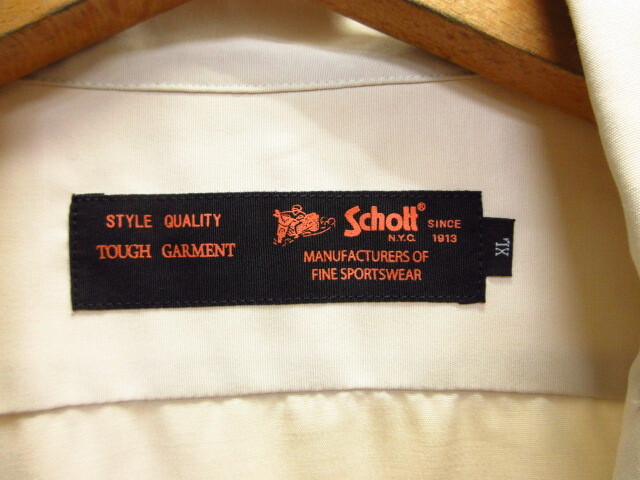 STYLE QUALITY
TOUGH GARMENT
Schott® SINCE
N.Y.C. 1913
MANUFACTURERS OF
FINE SPORTSWEAR
XL